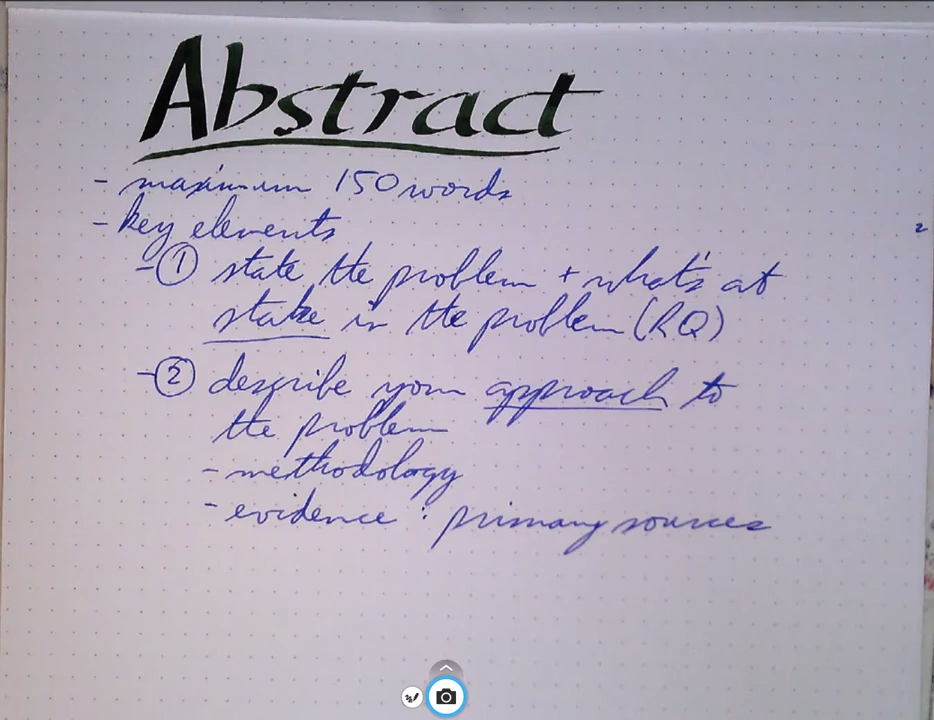 Abstract
- maximum 150 words
- key elements
- ① state the problem + what's at
stake in the problem (RQ)
- ② describe your approach to
the problem
- methodology
- evidence : primary sources
2